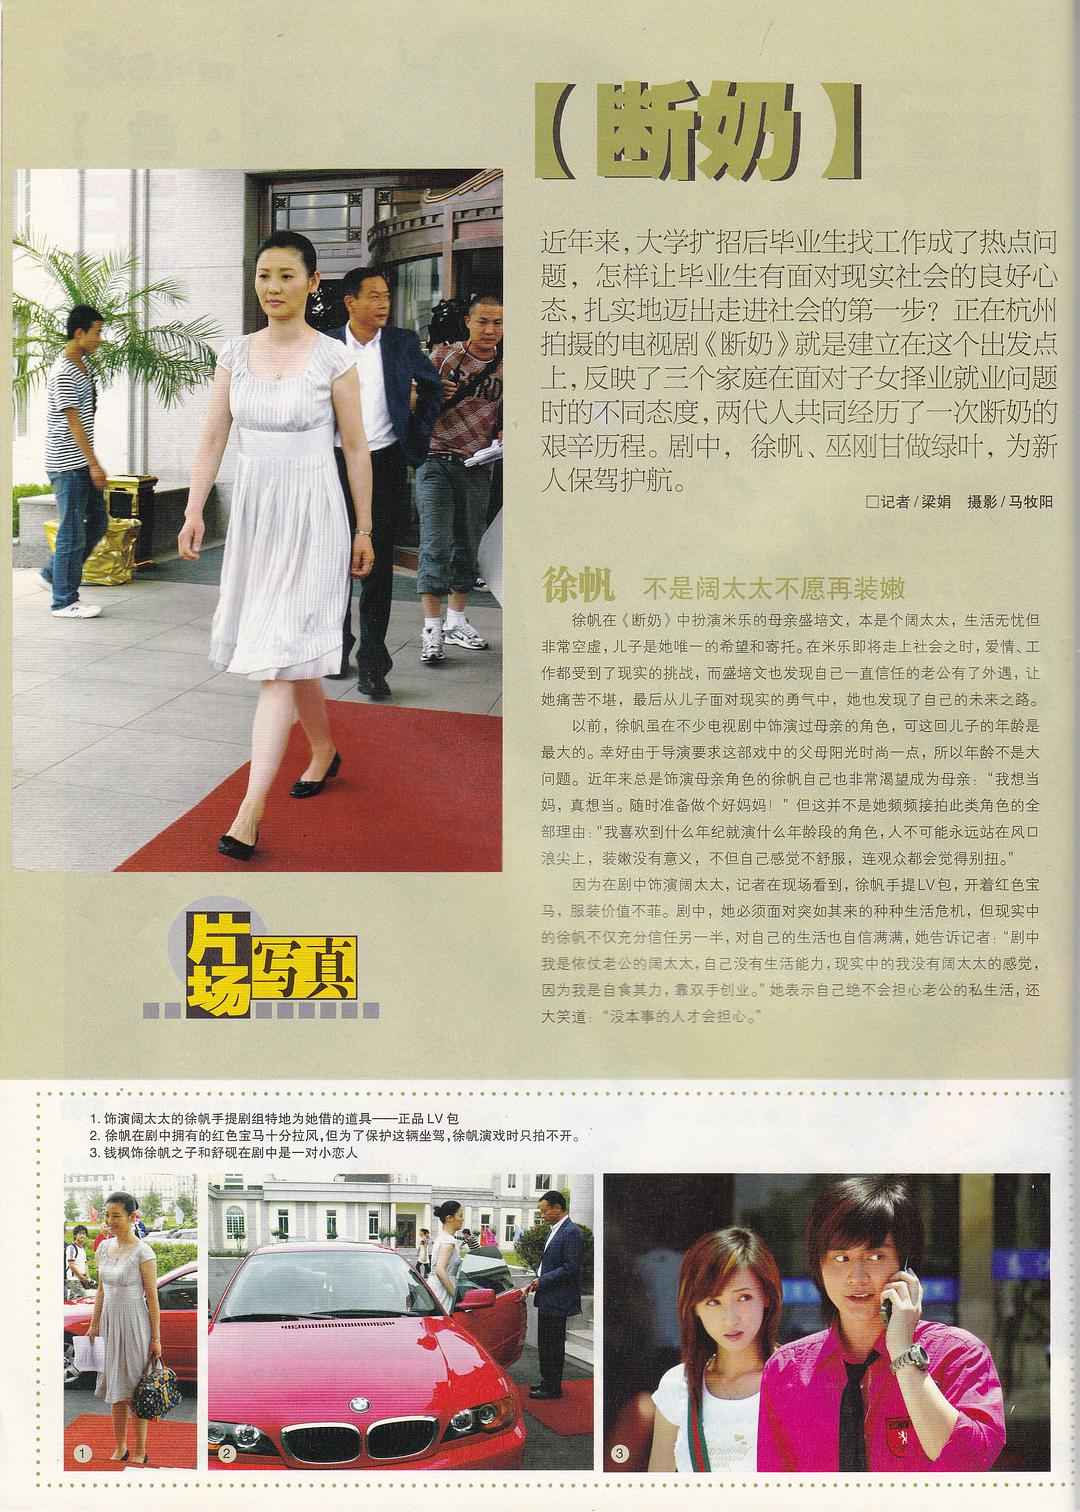 【断奶】
近年来，大学扩招后毕业生找工作成了热点问
题，怎样让毕业生有面对现实社会的良好心
态，扎实地迈出走进社会的第一步？正在杭州
拍摄的电视剧《断奶》就是建立在这个出发点
上，反映了三个家庭在面对子女择业就业问题
时的不同态度，两代人共同经历了一次断奶的
艰辛历程。剧中，徐帆、巫刚甘做绿叶，为新
人保驾护航。
□记者/梁娟 摄影/马牧阳
徐帆 不是阔太太不愿再装嫩
徐帆在《断奶》中扮演米乐的母亲盛培文，本是个阔太太，生活无忧但
非常空虚，儿子是她唯一的希望和寄托。在米乐即将走上社会之时，爱情、工
作都受到了现实的挑战，而盛培文也发现自己一直信任的老公有了外遇，让
她痛苦不堪，最后从儿子面对现实的勇气中，她也发现了自己的未来之路。
以前，徐帆虽在不少电视剧中饰演过母亲的角色，可这回儿子的年龄是
最大的。幸好由于导演要求这部戏中的父母阳光时尚一点，所以年龄不是大
问题。近年来总是饰演母亲角色的徐帆自己也非常渴望成为母亲：“我想当
妈，真想当。随时准备做个好妈妈！”但这并不是她频频接拍此类角色的全
部理由：“我喜欢到什么年纪就演什么年龄段的角色，人不可能永远站在风口
浪尖上，装嫩没有意义，不但自己感觉不舒服，连观众都会觉得别扭。”
因为在剧中饰演阔太太，记者在现场看到，徐帆手提LV包，开着红色宝
马，服装价值不菲。剧中，她必须面对突如其来的种种生活危机，但现实中
的徐帆不仅充分信任另一半，对自己的生活也自信满满，她告诉记者：“剧中
我是依仗老公的阔太太，自己没有生活能力，现实中的我没有阔太太的感觉，
因为我是自食其力，靠双手创业。”她表示自己绝不会担心老公的私生活，还
大笑道：“没本事的人才会担心。”
片场写真
1. 饰演阔太太的徐帆手提剧组特地为她借的道具——正品LV包
2. 徐帆在剧中拥有的红色宝马十分拉风，但为了保护这辆坐驾，徐帆演戏时只拍不开。
3. 钱枫饰徐帆之子和舒砚在剧中是一对小恋人
1
2
3